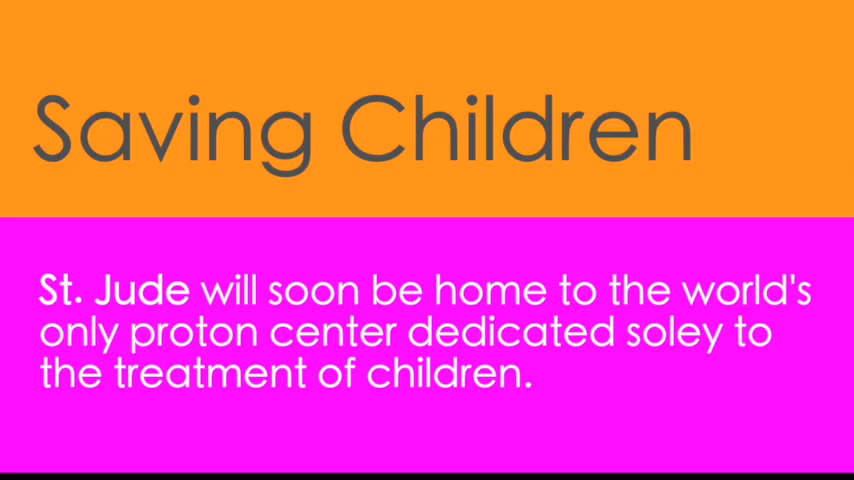 Saving Children
St. Jude will soon be home to the world's
only proton center dedicated soley to
the treatment of children.